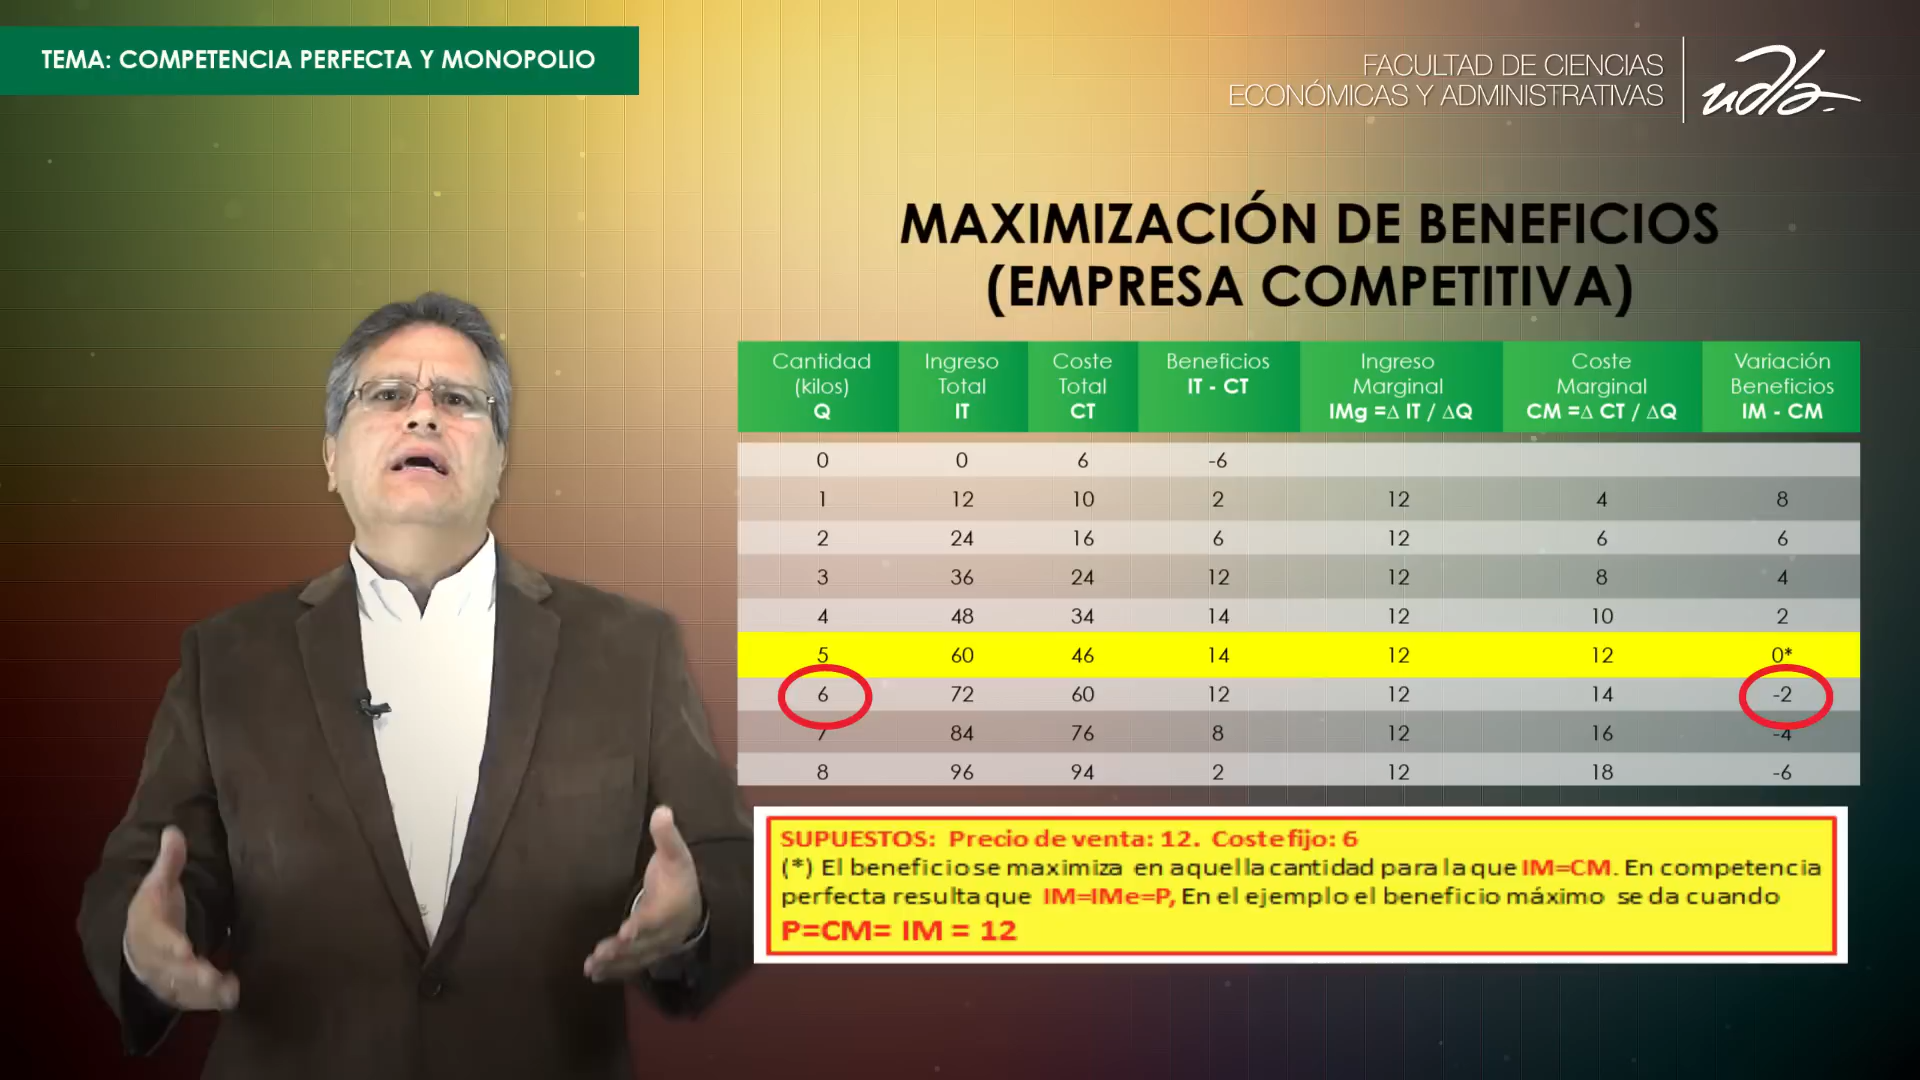 TEMA: COMPETENCIA PERFECTA Y MONOPOLIO
FACULTAD DE CIENCIAS
ECONÓMICAS Y ADMINISTRATIVAS
udla
MAXIMIZACIÓN DE BENEFICIOS
(EMPRESA COMPETITIVA)
Cantidad (kilos) Q Ingreso Total IT Coste Total CT Beneficios IT - CT Ingreso Marginal IMg =∆ IT / ∆Q Coste Marginal CM =∆ CT / ∆Q Variación Beneficios IM - CM
0 0 6 -6
1 12 10 2 12 4 8
2 24 16 6 12 6 6
3 36 24 12 12 8 4
4 48 34 14 12 10 2
5 60 46 14 12 12 0*
6 72 60 12 12 14 -2
7 84 76 8 12 16 -4
8 96 94 2 12 18 -6
SUPUESTOS: Precio de venta: 12. Coste fijo: 6
(*) El beneficio se maximiza en aquella cantidad para la que IM=CM. En competencia
perfecta resulta que IM=IMe=P, En el ejemplo el beneficio máximo se da cuando
P=CM= IM = 12